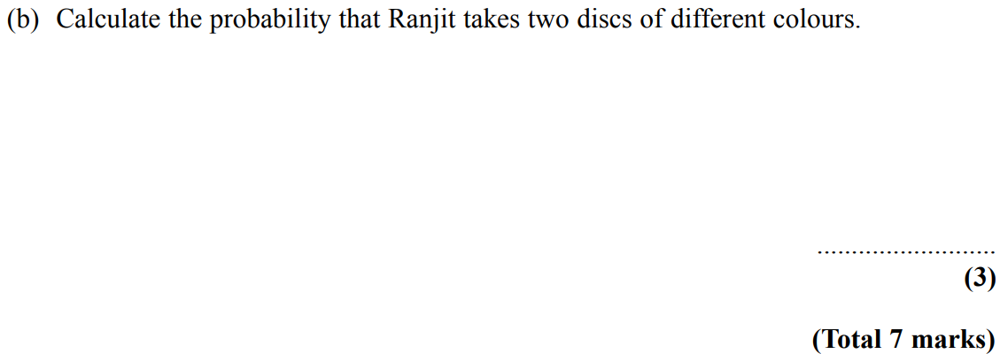 (b) Calculate the probability that Ranjit takes two discs of different colours.
..........................
(3)
(Total 7 marks)